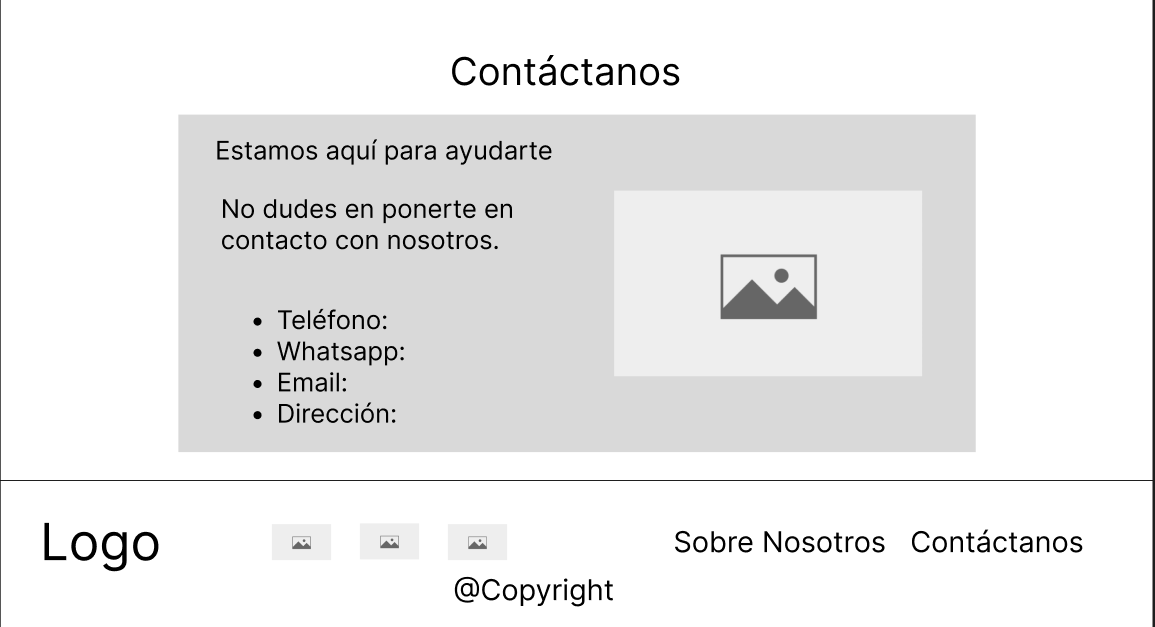 Contáctanos
Estamos aquí para ayudarte
No dudes en ponerte en
contacto con nosotros.
• Teléfono:
• Whatsapp:
• Email:
• Dirección:
Logo
Sobre Nosotros
Contáctanos
@Copyright